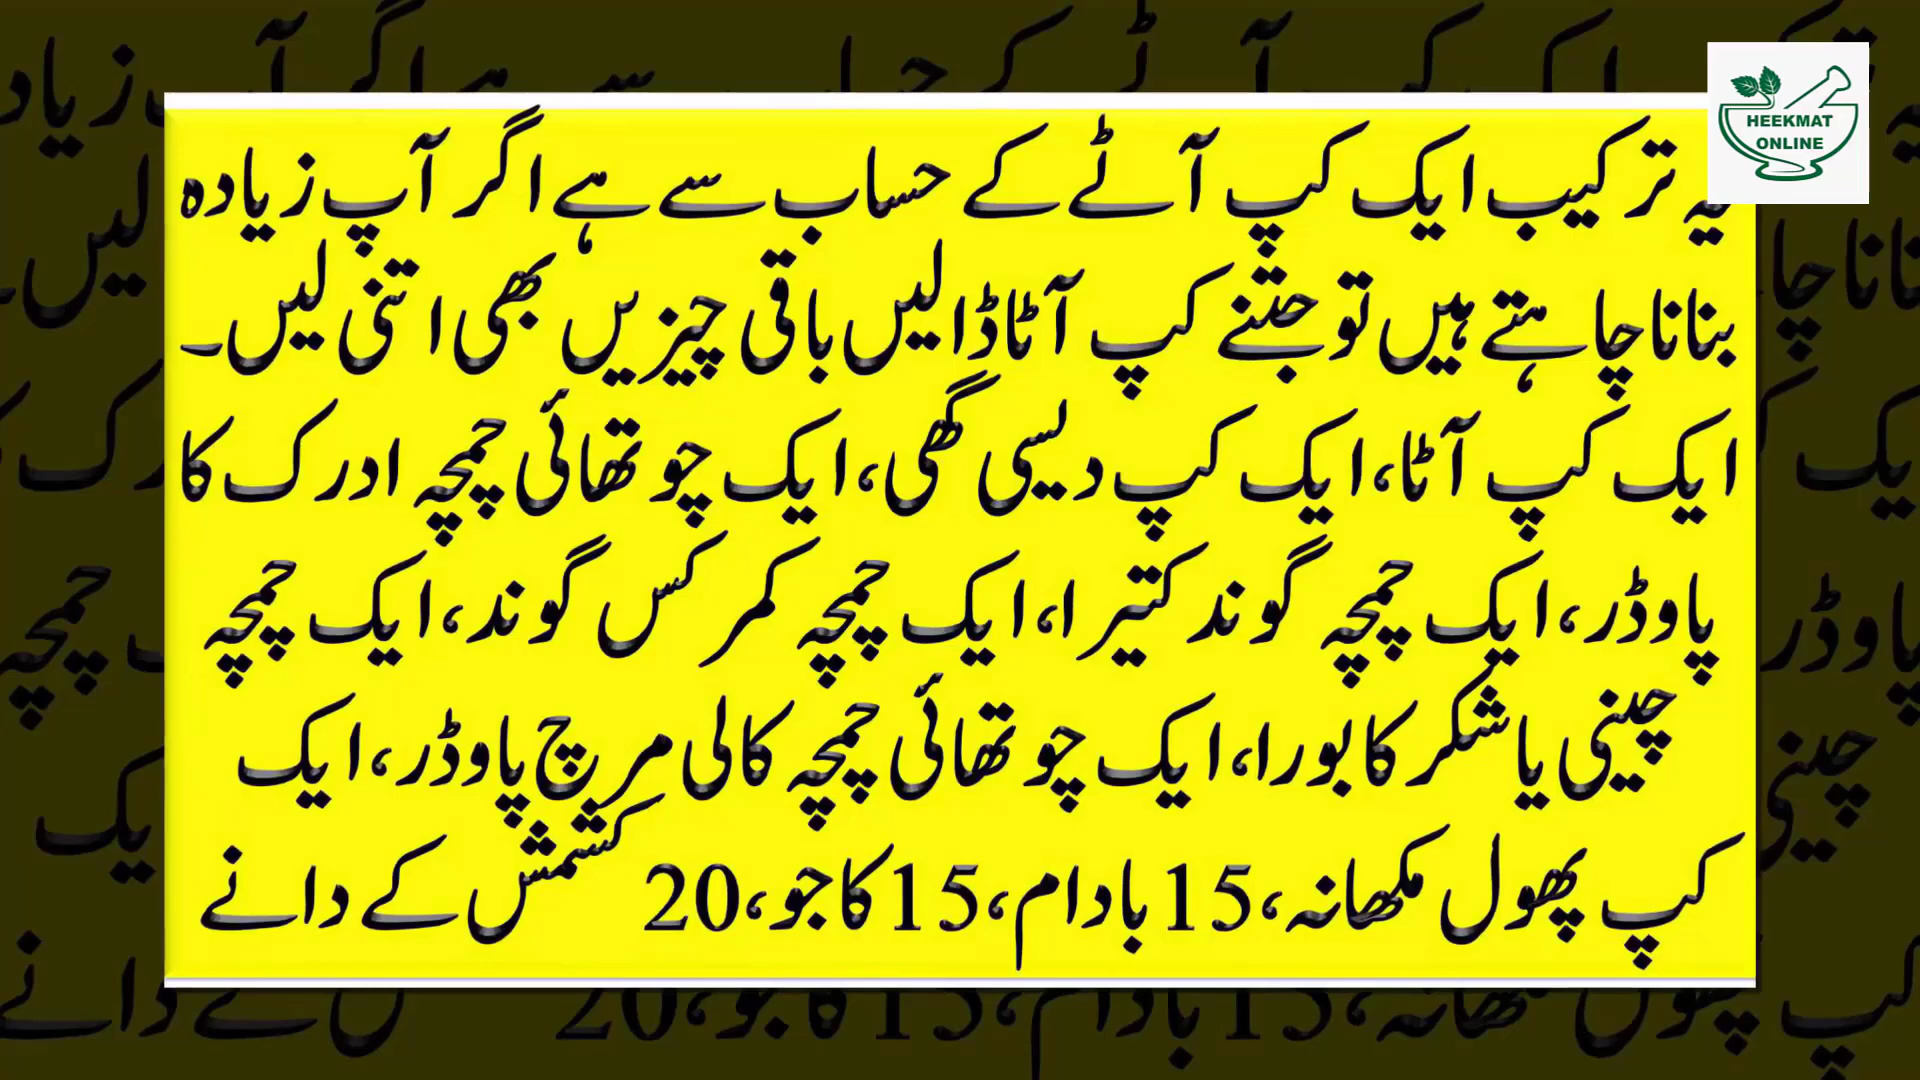 HEEKMAT
ONLINE
یہ ترکیب ایک کپ آٹے کے حساب سے ہے اگر آپ زیادہ
بنانا چاہتے ہیں تو جتنے کپ آٹا ڈالیں باقی چیزیں بھی اتنی لیں۔
ایک کپ آٹا، ایک کپ دیسی گھی، ایک چوتھائی چمچہ ادرک کا
پاوڈر، ایک چمچہ گوند کتیرا، ایک چمچہ کمر کس گوند، ایک چمچہ
چینی یا شکر کا بورا، ایک چوتھائی چمچہ کالی مرچ پاوڈر، ایک
کپ پھول مکھانہ، 15 بادام، 15 کاجو، 20 کشمش کے دانے